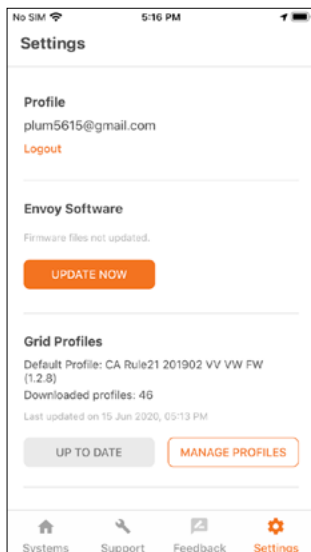 No SIM 5:16 PM
Settings
Profile
plum5615@gmail.com
Logout
Envoy Software
Firmware files not updated.
UPDATE NOW
Grid Profiles
Default Profile: CA Rule21 201902 VV VW FW
(1.2.8)
Downloaded profiles: 46
Last updated on 15 Jun 2020, 05:13 PM
UP TO DATE MANAGE PROFILES
Systems Support Feedback Settings